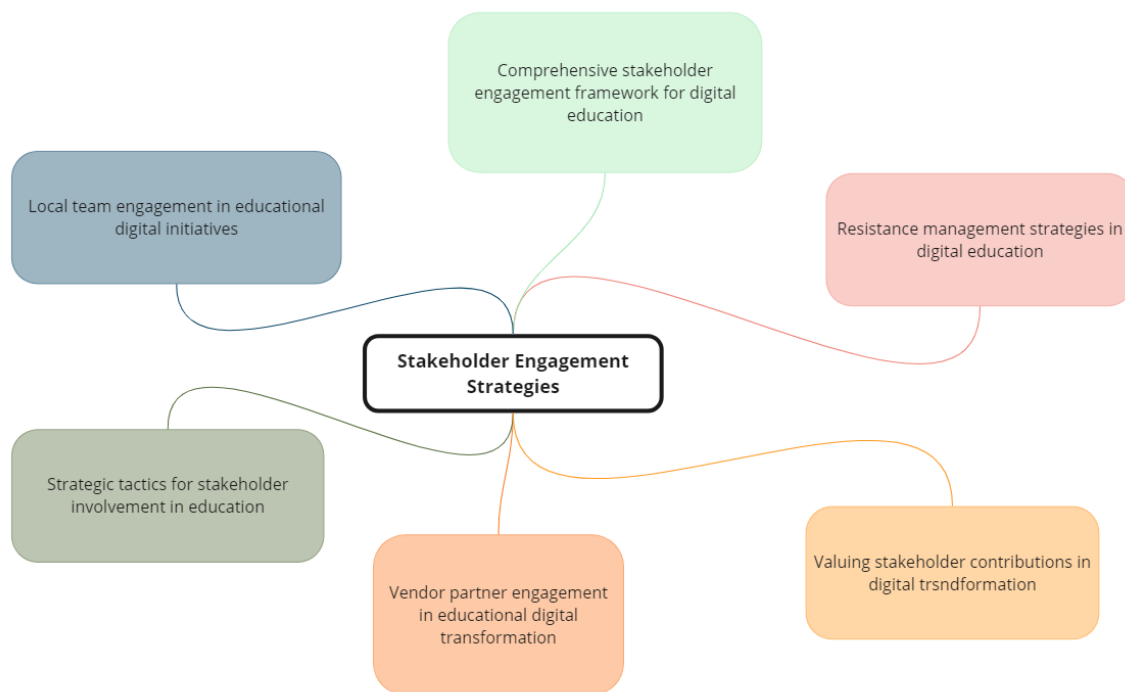 Comprehensive stakeholder
engagement framework for digital
education
Local team engagement in educational
digital initiatives
Resistance management strategies in
digital education
Stakeholder Engagement
Strategies
Strategic tactics for stakeholder
involvement in education
Vendor partner engagement
in educational digital
transformation
Valuing stakeholder contributions in
digital trsndformation